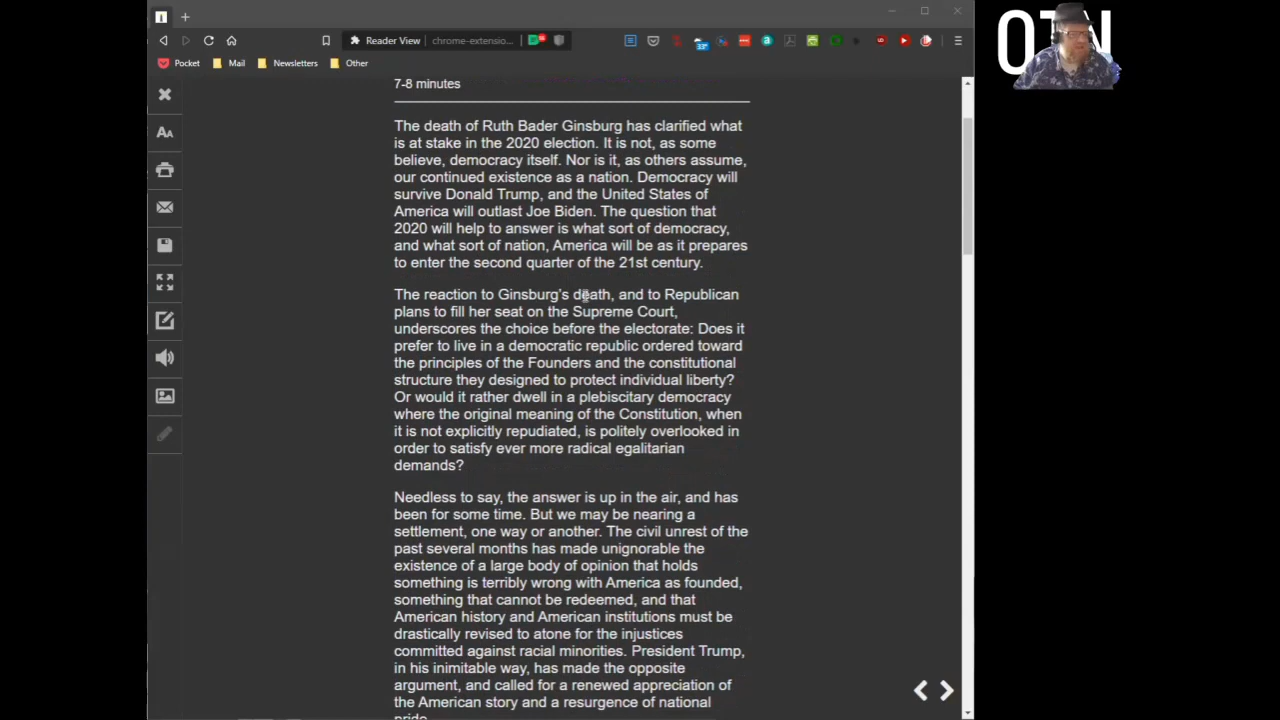 Reader View
chrome-extensio...
Pocket
Mail
Newsletters
Other
33°
OTN
AA
7-8 minutes
The death of Ruth Bader Ginsburg has clarified what
is at stake in the 2020 election. It is not, as some
believe, democracy itself. Nor is it, as others assume,
our continued existence as a nation. Democracy will
survive Donald Trump, and the United States of
America will outlast Joe Biden. The question that
2020 will help to answer is what sort of democracy,
and what sort of nation, America will be as it prepares
to enter the second quarter of the 21st century.
The reaction to Ginsburg's death, and to Republican
plans to fill her seat on the Supreme Court,
underscores the choice before the electorate: Does it
prefer to live in a democratic republic ordered toward
the principles of the Founders and the constitutional
structure they designed to protect individual liberty?
Or would it rather dwell in a plebiscitary democracy
where the original meaning of the Constitution, when
it is not explicitly repudiated, is politely overlooked in
order to satisfy ever more radical egalitarian
demands?
Needless to say, the answer is up in the air, and has
been for some time. But we may be nearing a
settlement, one way or another. The civil unrest of the
past several months has made unignorable the
existence of a large body of opinion that holds
something is terribly wrong with America as founded,
something that cannot be redeemed, and that
American history and American institutions must be
drastically revised to atone for the injustices
committed against racial minorities. President Trump,
in his inimitable way, has made the opposite
argument, and called for a renewed appreciation of
the American story and a resurgence of national
pride.